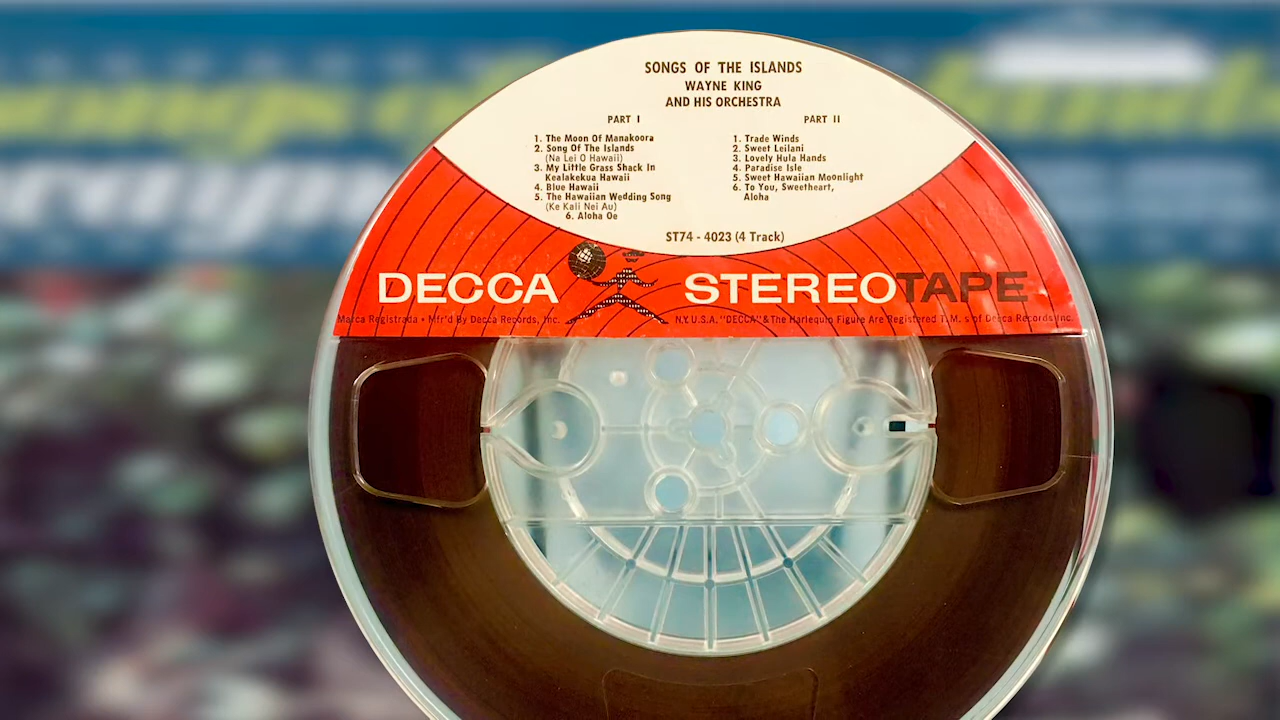 SONGS OF THE ISLANDS
WAYNE KING
AND HIS ORCHESTRA
PART I
1. The Moon Of Manakoora
2. Song Of The Islands
(Na Lei O Hawaii)
3. My Little Grass Shack In
Kealakekua Hawaii
4. Blue Hawaii
5. The Hawaiian Wedding Song
(Ke Kali Nei Au)
6. Aloha Oe
PART II
1. Trade Winds
2. Sweet Leilani
3. Lovely Hula Hands
4. Paradise Isle
5. Sweet Hawaiian Moonlight
6. To You, Sweetheart,
Aloha
ST74 - 4023 (4 Track)
DECCA STEREOTAPE
Marca Registrada • Mfr'd By Decca Records, Inc. N.Y. U.S.A. "DECCA" & The Harlequin Figure Are Registered T.M.s of Decca Records Inc.